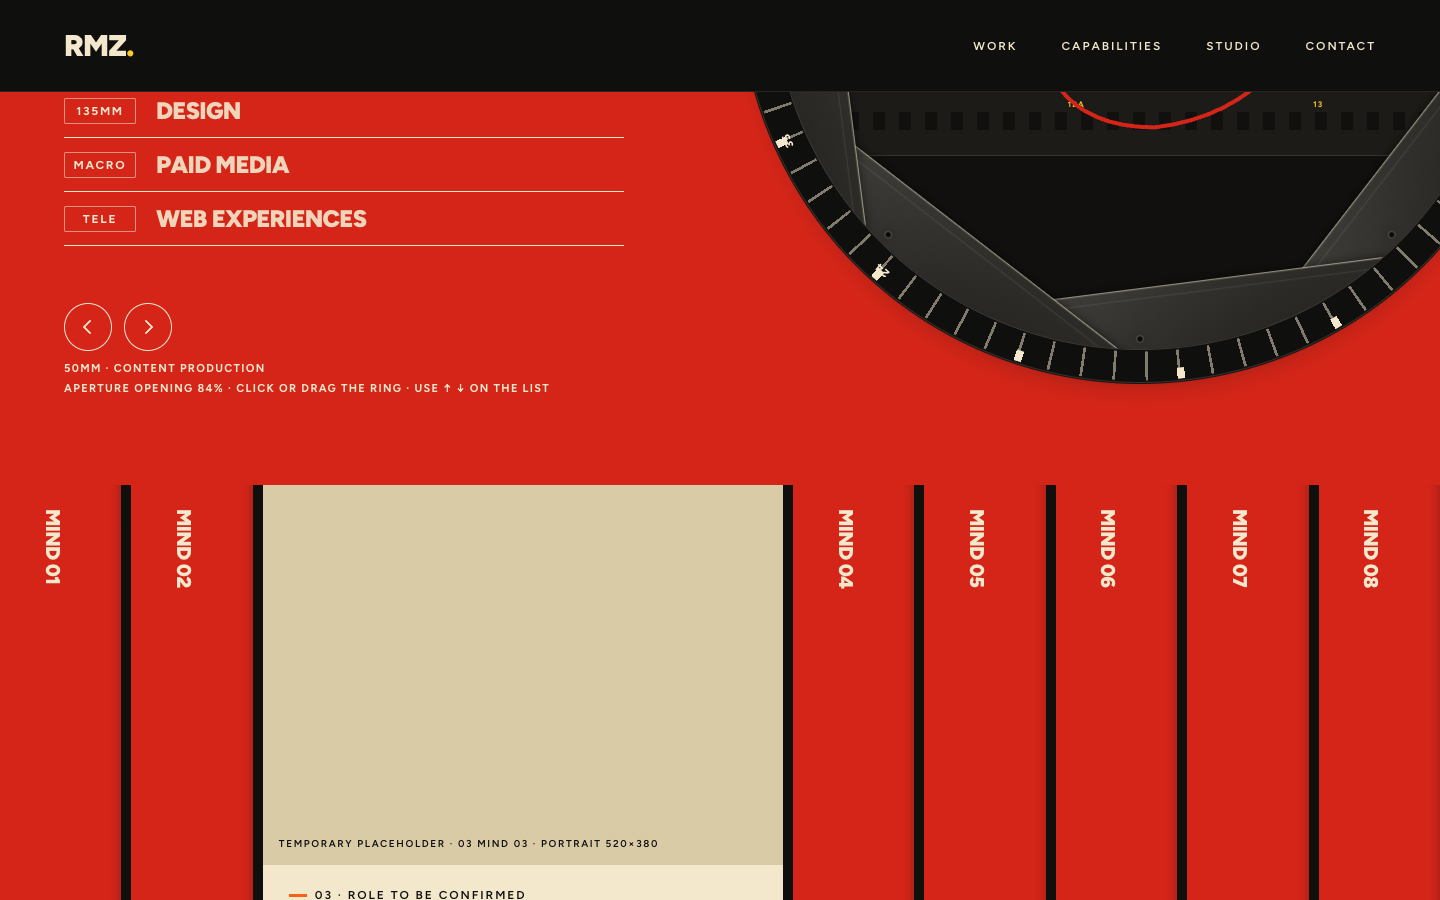 RMZ.
WORK
CAPABILITIES
STUDIO
CONTACT
135MM
DESIGN
13
MACRO
PAID MEDIA
TELE
WEB EXPERIENCES
50MM · CONTENT PRODUCTION
APERTURE OPENING 84% · CLICK OR DRAG THE RING · USE ↑ ↓ ON THE LIST
MIND 01
MIND 02
MIND 04
MIND 05
MIND 06
MIND 07
MIND 08
TEMPORARY PLACEHOLDER · 03 MIND 03 · PORTRAIT 520×380
03 · ROLE TO BE CONFIRMED